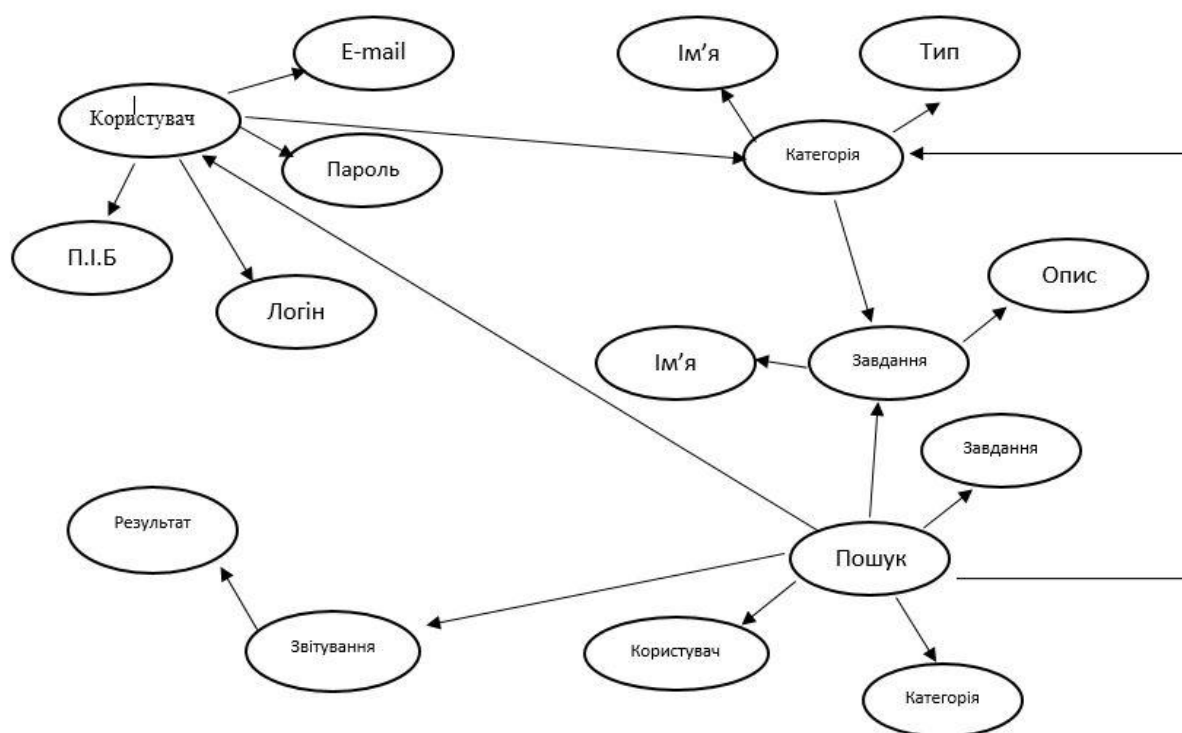 E-mail
Ім’я
Тип
Користувач
Пароль
Категорія
П.І.Б
Логін
Опис
Ім’я
Завдання
Завдання
Результат
Пошук
Звітування
Користувач
Категорія